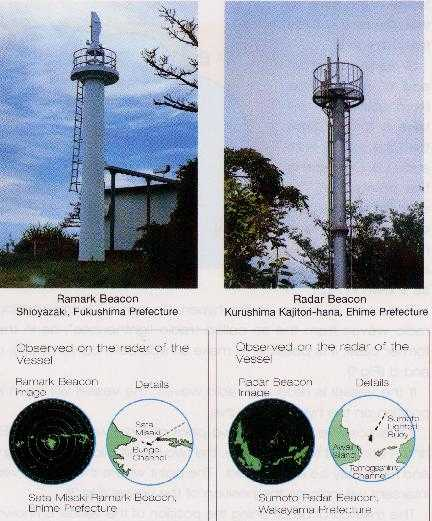 Ramark Beacon
Shioyazaki, Fukushima Prefecture
Radar Beacon
Kurushima Kajitori-hana, Ehime Prefecture
Observed on the radar of the
Vessel
Ramark Beacon
image
Details
Sata
Misaki
Bungo
Channel
Sata Misaki Ramark Beacon,
Ehime Prefecture
Observed on the radar of the
Vessel
Radar Beacon
Image
Details
Sumoto
Lighted
Buoy
Awaji
Island
Tomogashima
Channel
Sumoto Radar Beacon,
Wakayama Prefecture